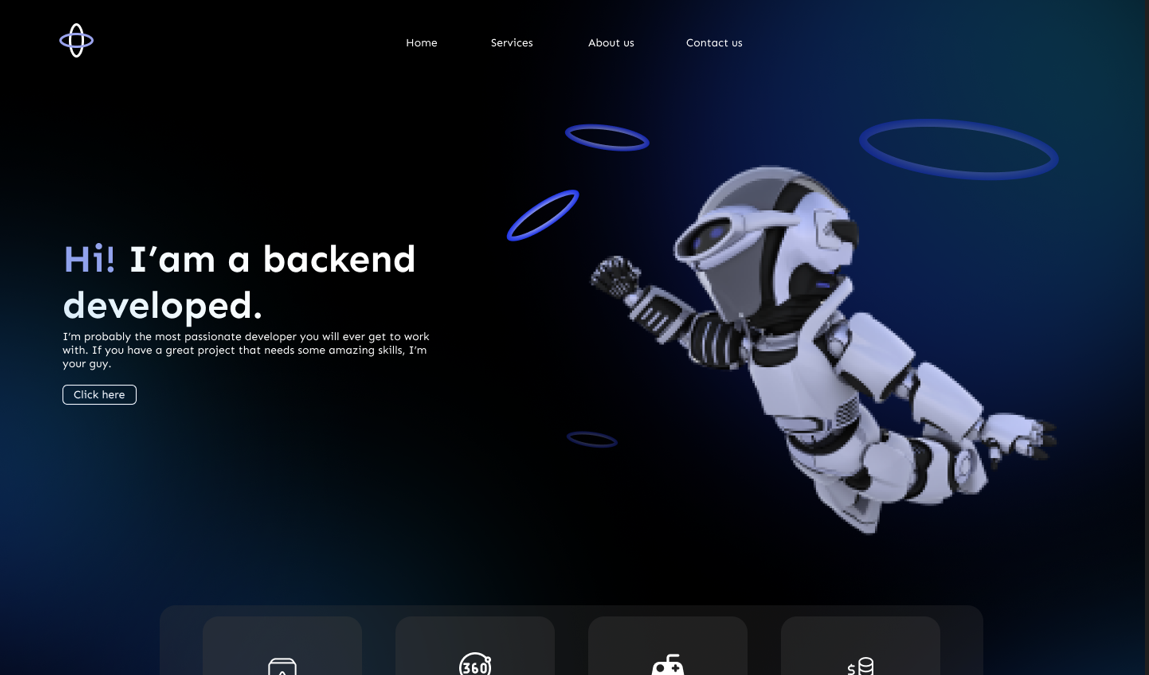 Home Services About us Contact us
Hi! I’am a backend
developed.
I’m probably the most passionate developer you will ever get to work
with. If you have a great project that needs some amazing skills, I’m
your guy.
Click here
360
$